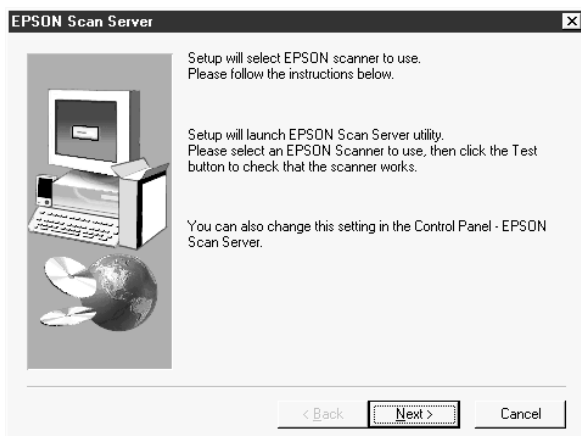 EPSON Scan Server
Setup will select EPSON scanner to use.
Please follow the instructions below.
Setup will launch EPSON Scan Server utility.
Please select an EPSON Scanner to use, then click the Test
button to check that the scanner works.
You can also change this setting in the Control Panel - EPSON
Scan Server.
< Back Next > Cancel